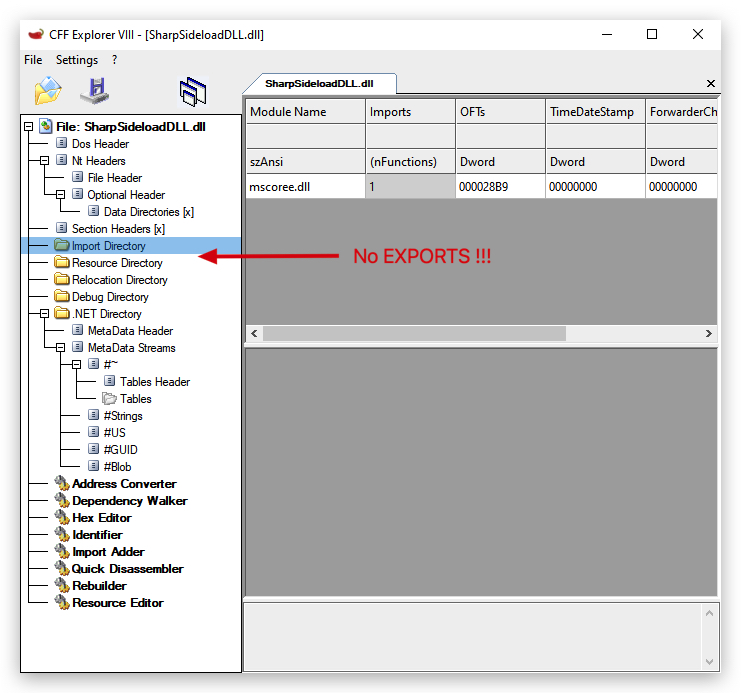 CFF Explorer VIII - [SharpSideloadDLL.dll]
File Settings ?
SharpSideloadDLL.dll
File: SharpSideloadDLL.dll
Dos Header
Nt Headers
File Header
Optional Header
Data Directories [x]
Section Headers [x]
Import Directory
Resource Directory
Relocation Directory
Debug Directory
.NET Directory
MetaData Header
MetaData Streams
#~
Tables Header
Tables
#Strings
#US
#GUID
#Blob
Address Converter
Dependency Walker
Hex Editor
Identifier
Import Adder
Quick Disassembler
Rebuilder
Resource Editor
Module Name Imports OFTs TimeDateStamp ForwarderCh
szAnsi (nFunctions) Dword Dword Dword
mscoree.dll 1 000028B9 00000000 00000000
No EXPORTS !!!